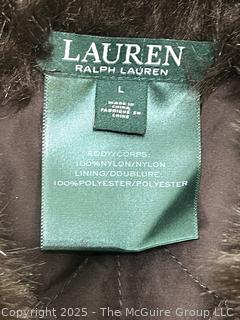 LAUREN
RALPH LAUREN
L
MADE IN
CHINA
FABRIQUÉ EN
CHINE
BODY/CORPS:
100%NYLON/NYLON
LINING/DOUBLURE:
100%POLYESTER/POLYESTER
Copyright 2025 - The McGuire Group LLC